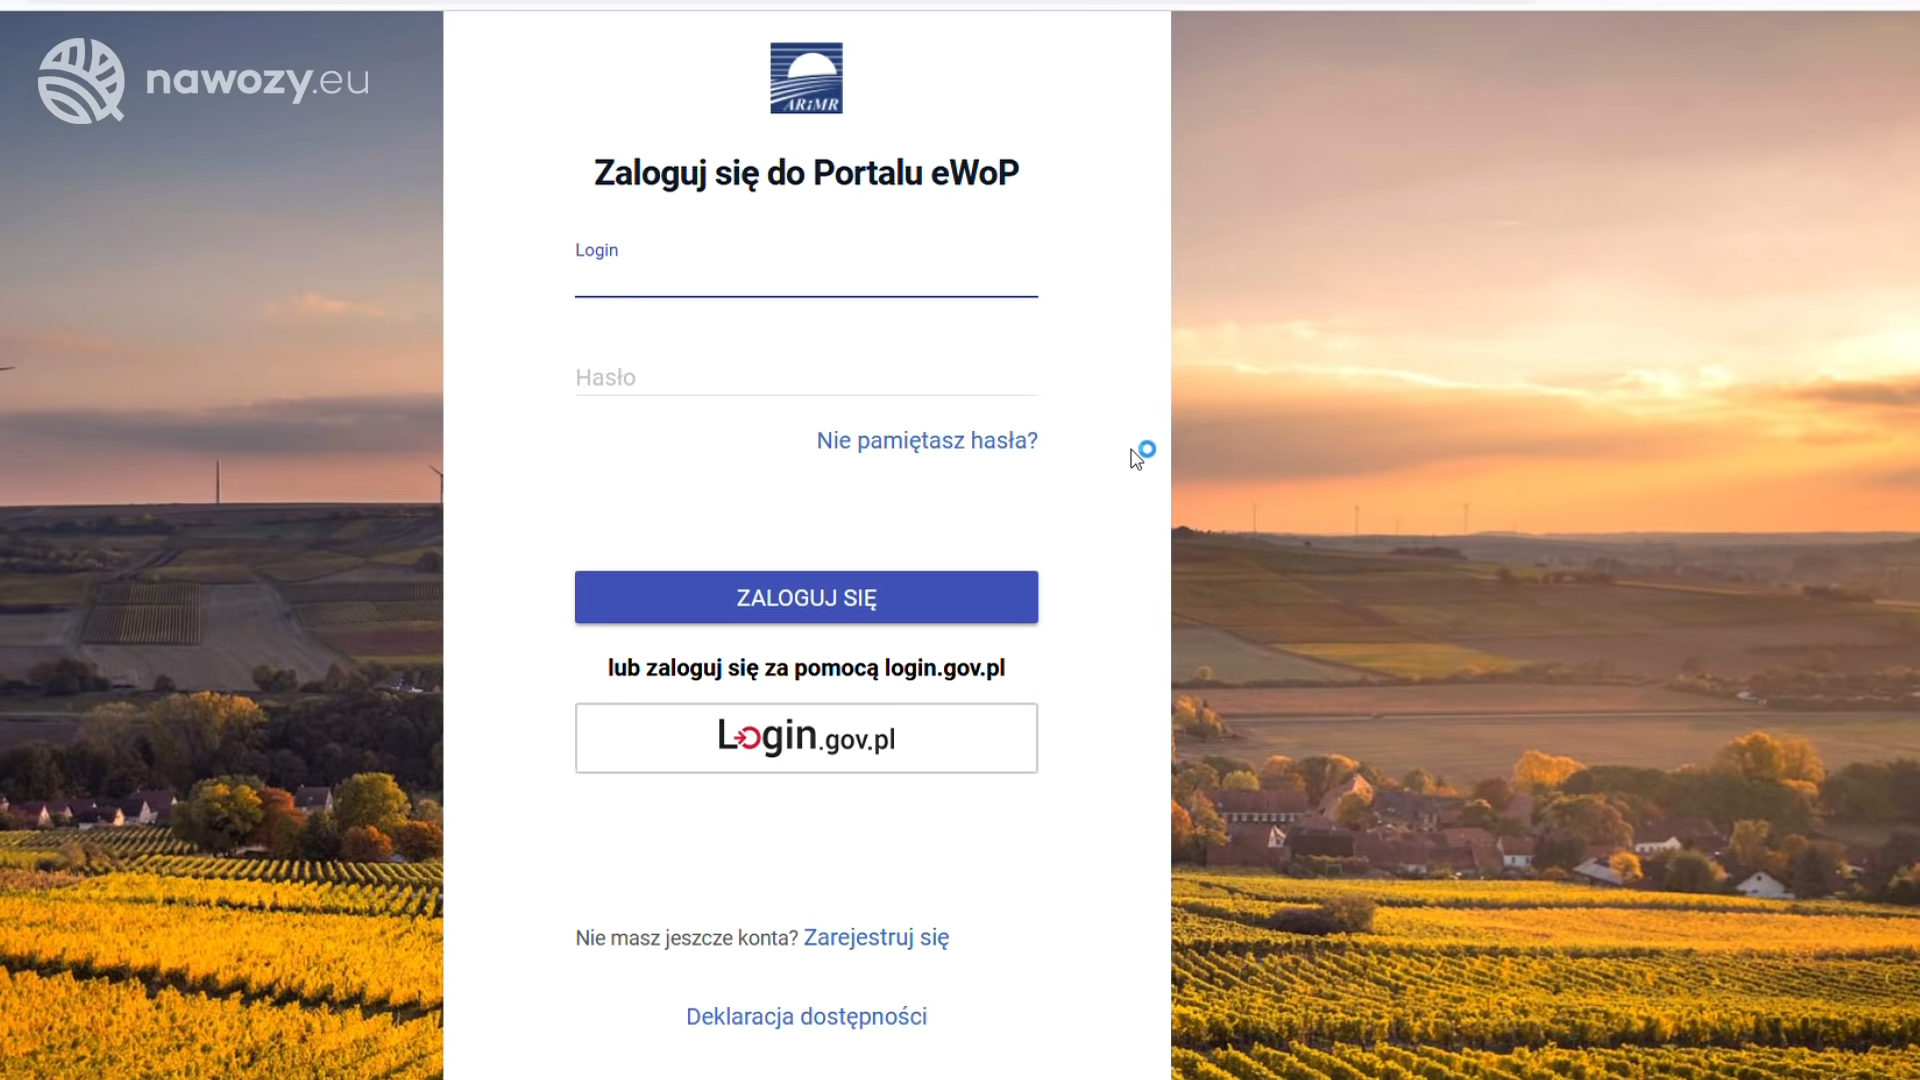 nawozy.eu
ARiMR
Zaloguj się do Portalu eWoP
Login
Hasło
Nie pamiętasz hasła?
ZALOGUJ SIĘ
lub zaloguj się za pomocą login.gov.pl
Login.gov.pl
Nie masz jeszcze konta? Zarejestruj się
Deklaracja dostępności